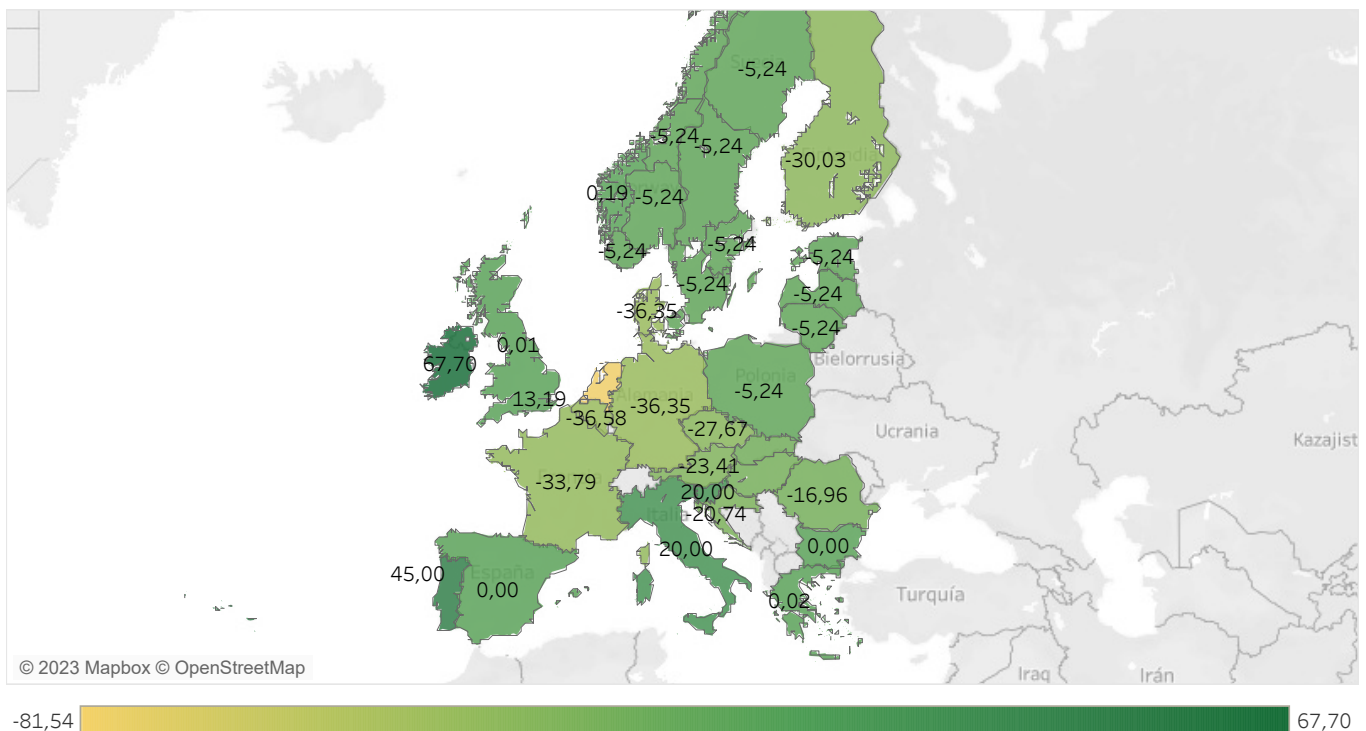 -5,24
-5,24
-5,24
-30,03
0,19
-5,24
-5,24
-5,24
-5,24
-5,24
-5,24
-36,35
-5,24
0,01
67,70
Bielorrusia
Polonia
-5,24
13,19
Alemania
-36,35
-36,58
-27,67
Ucrania
Kazajist
-23,41
-33,79
20,00
-16,96
Italia
-20,74
20,00
0,00
45,00
España
0,00
0,02
Turquía
Iraq
Irán
© 2023 Mapbox © OpenStreetMap
-81,54
67,70